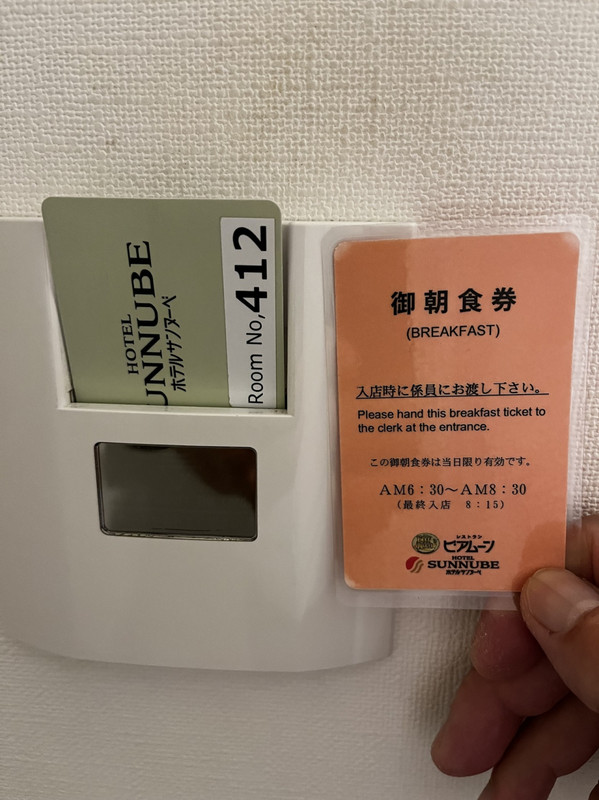 HOTEL
SUNNUBE
ホテルサンヌーベ
Room No,412
御朝食券
(BREAKFAST)
入店時に係員にお渡し下さい。
Please hand this breakfast ticket to
the clerk at the entrance.
この御朝食券は当日限り有効です。
AM6:30〜AM8:30
(最終入店 8:15)
レストラン
ピアムーン
HOTEL
SUNNUBE
ホテルサンヌーベ